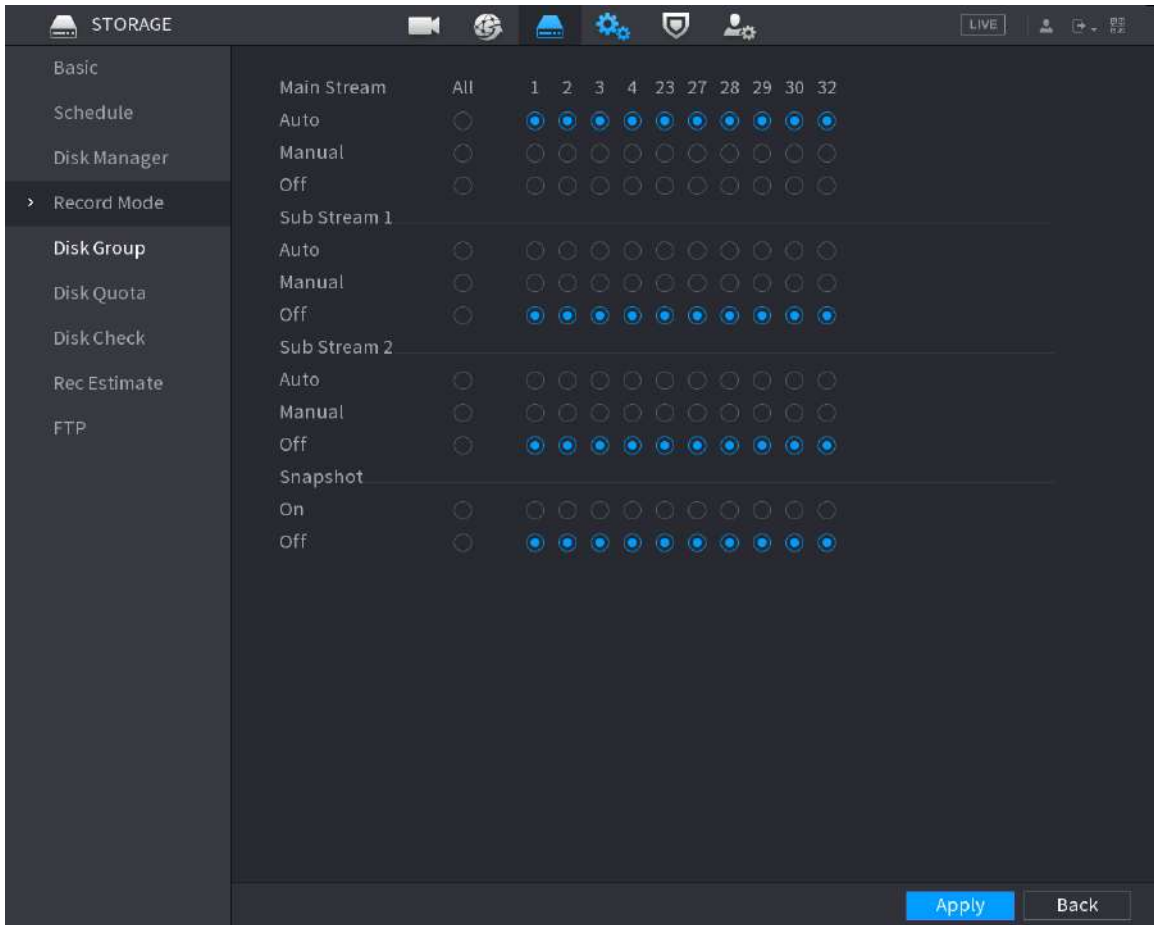 STORAGE LIVE
Basic
Schedule
Disk Manager
Record Mode
Disk Group
Disk Quota
Disk Check
Rec Estimate
FTP
Main Stream All 1 2 3 4 23 27 28 29 30 32
Auto
Manual
Off
Sub Stream 1
Auto
Manual
Off
Sub Stream 2
Auto
Manual
Off
Snapshot
On
Off
Apply Back